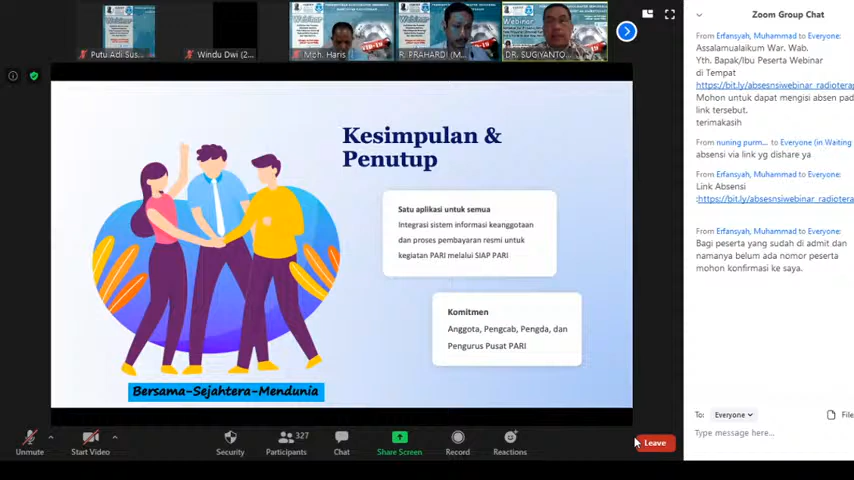 Webinar
Putu Adi Sus...
Windu Dwi (2...
Moh. Haris
R. PRAHARDI (M...
DR. SUGIYANTO...
Kesimpulan &
Penutup
Satu aplikasi untuk semua
Integrasi sistem informasi keanggotaan
dan proses pembayaran resmi untuk
kegiatan PARI melalui SIAP PARI
Komitmen
Anggota, Pengcab, Pengda, dan
Pengurus Pusat PARI
Bersama-Sejahtera-Mendunia
Unmute
Start Video
Security
327
Participants
Chat
Share Screen
Record
Reactions
Leave
Zoom Group Chat
From Erfansyah, Muhammad to Everyone:
Assalamualaikum War. Wab.
Yth. Bapak/Ibu Peserta Webinar
di Tempat
https://bit.ly/absesnsiwebinar_radioterap
Mohon untuk dapat mengisi absen pad
link tersebut.
terimakasih
From nuning purm... to Everyone (in Waiting
absensi via link yg dishare ya
From Erfansyah, Muhammad to Everyone:
Link Absensi
:https://bit.ly/absesnsiwebinar_radiotera
From Erfansyah, Muhammad to Everyone:
Bagi peserta yang sudah di admit dan
namanya belum ada nomor peserta
mohon konfirmasi ke saya.
To: Everyone
File
Type message here...